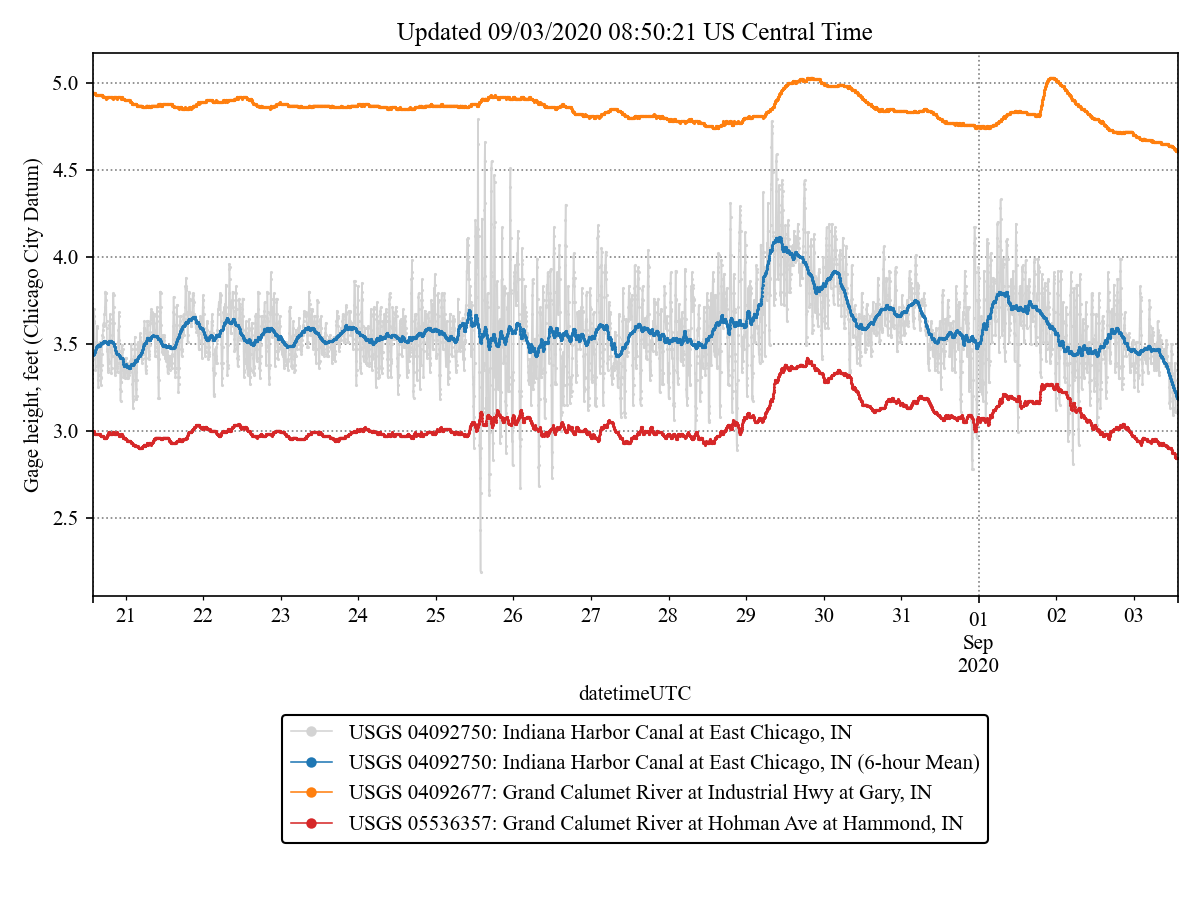 Updated 09/03/2020 08:50:21 US Central Time
Gage height, feet (Chicago City Datum)
5.0
4.5
4.0
3.5
3.0
2.5
21 22 23 24 25 26 27 28 29 30 31 01 02 03
Sep
2020
datetimeUTC
USGS 04092750: Indiana Harbor Canal at East Chicago, IN
USGS 04092750: Indiana Harbor Canal at East Chicago, IN (6-hour Mean)
USGS 04092677: Grand Calumet River at Industrial Hwy at Gary, IN
USGS 05536357: Grand Calumet River at Hohman Ave at Hammond, IN